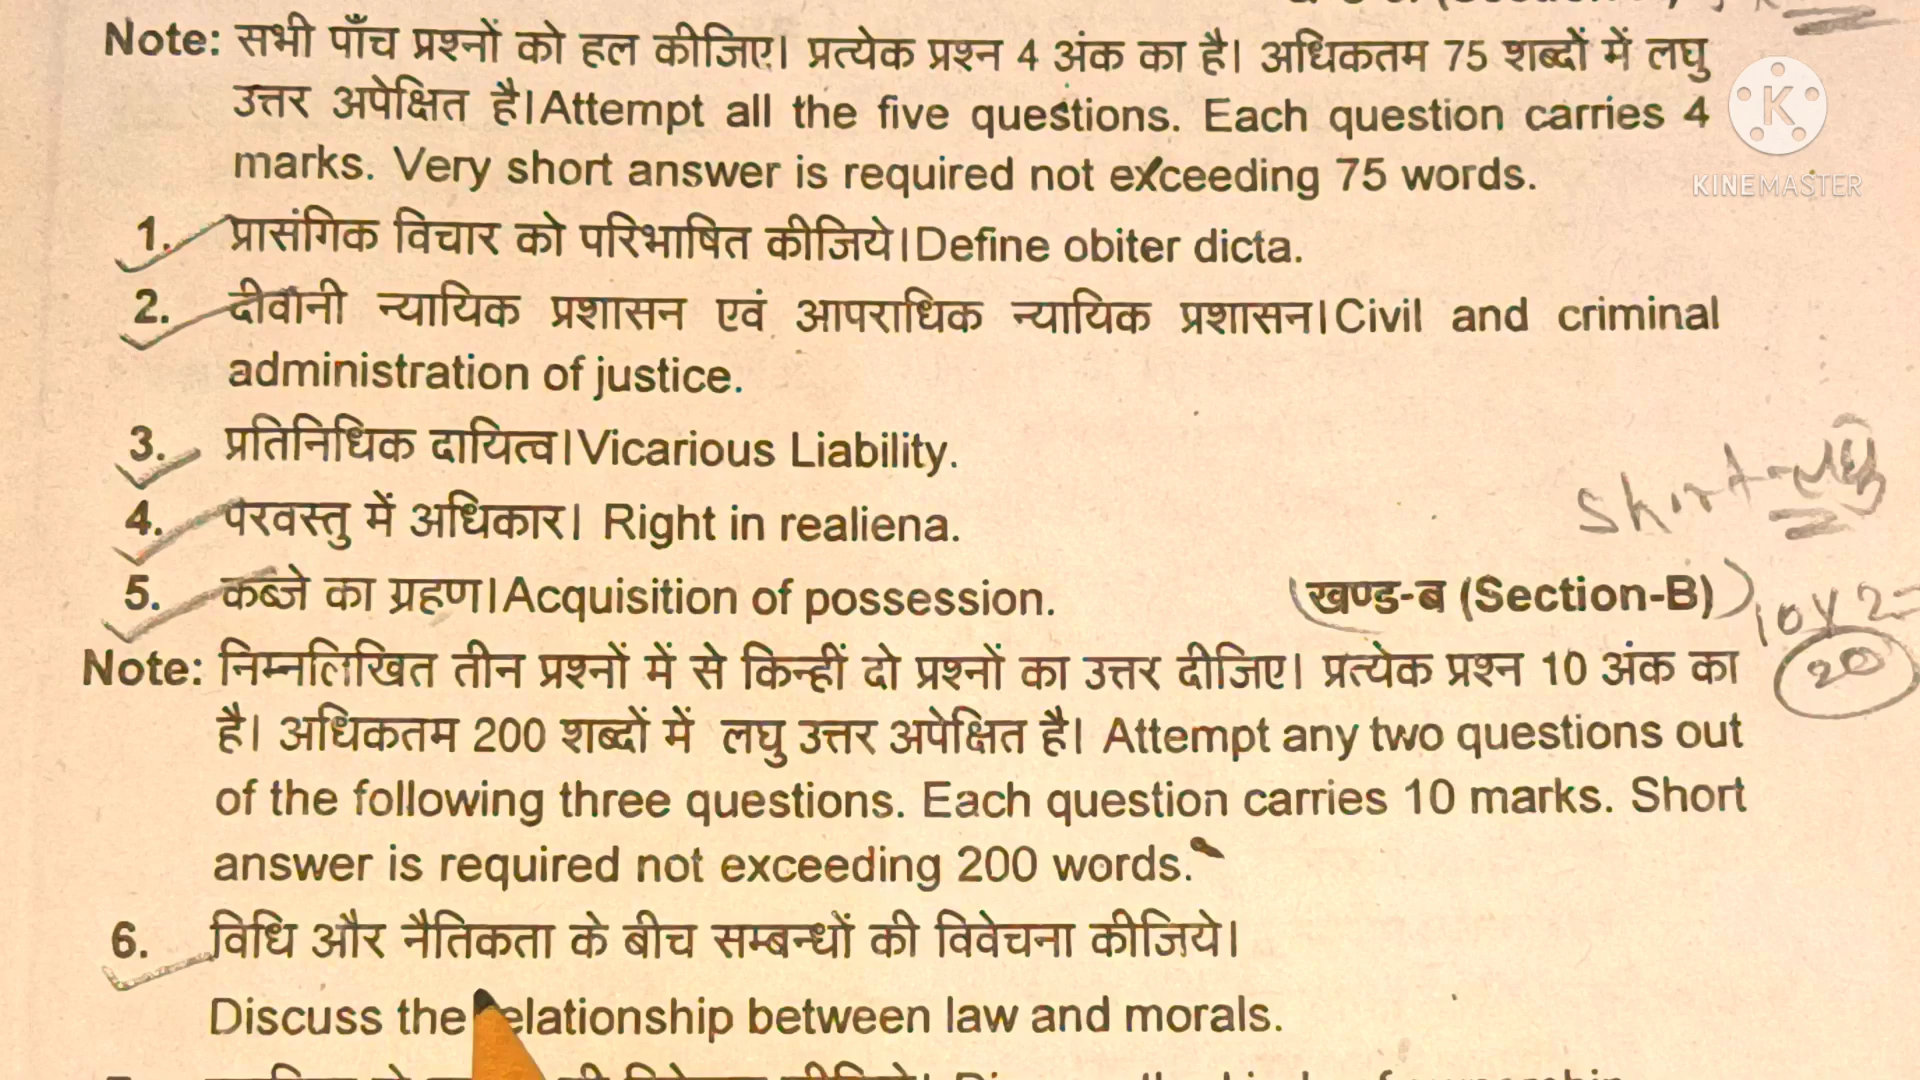 Note: सभी पाँच प्रश्नों को हल कीजिए। प्रत्येक प्रश्न 4 अंक का है। अधिकतम 75 शब्दों में लघु
उत्तर अपेक्षित है।Attempt all the five questions. Each question carries 4
marks. Very short answer is required not exceeding 75 words.
KINEMASTER
1. प्रासंगिक विचार को परिभाषित कीजिये।Define obiter dicta.
2. दीवानी न्यायिक प्रशासन एवं आपराधिक न्यायिक प्रशासन।Civil and criminal
administration of justice.
3. प्रतिनिधिक दायित्व।Vicarious Liability.
4. परवस्तु में अधिकार। Right in realiena.
Short-लघु
5. कब्जे का ग्रहण।Acquisition of possession. खण्ड-ब (Section-B)
10x2=
20
Note: निम्नलिखित तीन प्रश्नों में से किन्हीं दो प्रश्नों का उत्तर दीजिए। प्रत्येक प्रश्न 10 अंक का
है। अधिकतम 200 शब्दों में लघु उत्तर अपेक्षित है। Attempt any two questions out
of the following three questions. Each question carries 10 marks. Short
answer is required not exceeding 200 words.
6. विधि और नैतिकता के बीच सम्बन्धों की विवेचना कीजिये।
Discuss the relationship between law and morals.